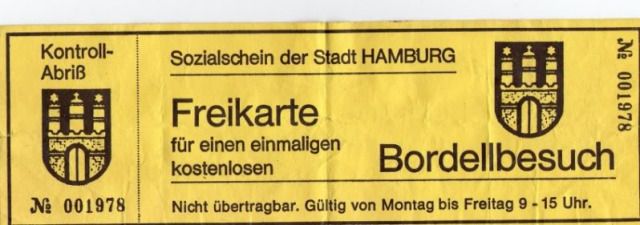 Kontroll-
Abriß
№ 001978
Sozialschein der Stadt HAMBURG
Freikarte
für einen einmaligen
kostenlosen
Bordellbesuch
Nicht übertragbar. Gültig von Montag bis Freitag 9 - 15 Uhr.
№ 001978